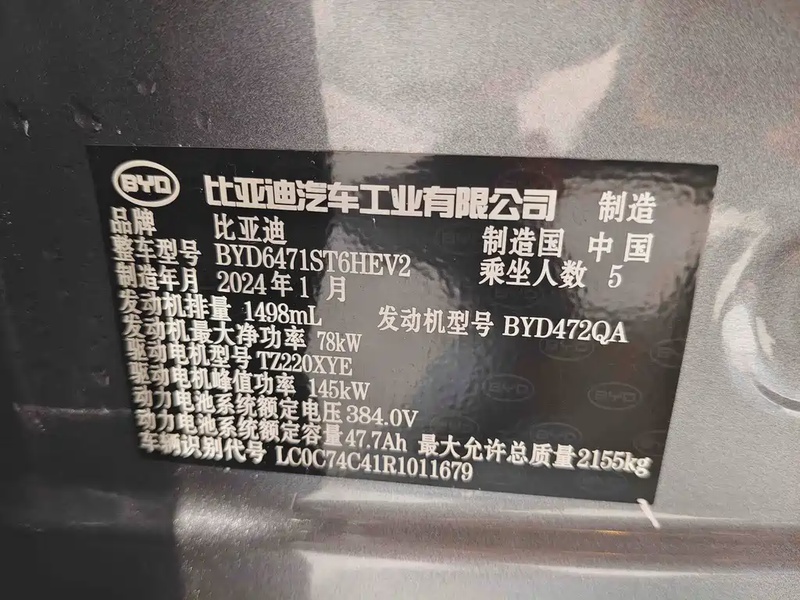 BYD 比亚迪汽车工业有限公司 制造
品牌 比亚迪 制造国 中国
整车型号 BYD6471ST6HEV2 乘坐人数 5
制造年月 2024年1月
发动机排量 1498mL 发动机型号 BYD472QA
发动机最大净功率 78kW
驱动电机型号 TZ220XYE
驱动电机峰值功率 145kW
动力电池系统额定电压 384.0V
动力电池系统额定容量 47.7Ah 最大允许总质量 2155kg
车辆识别代号 LC0C74C41R1011679